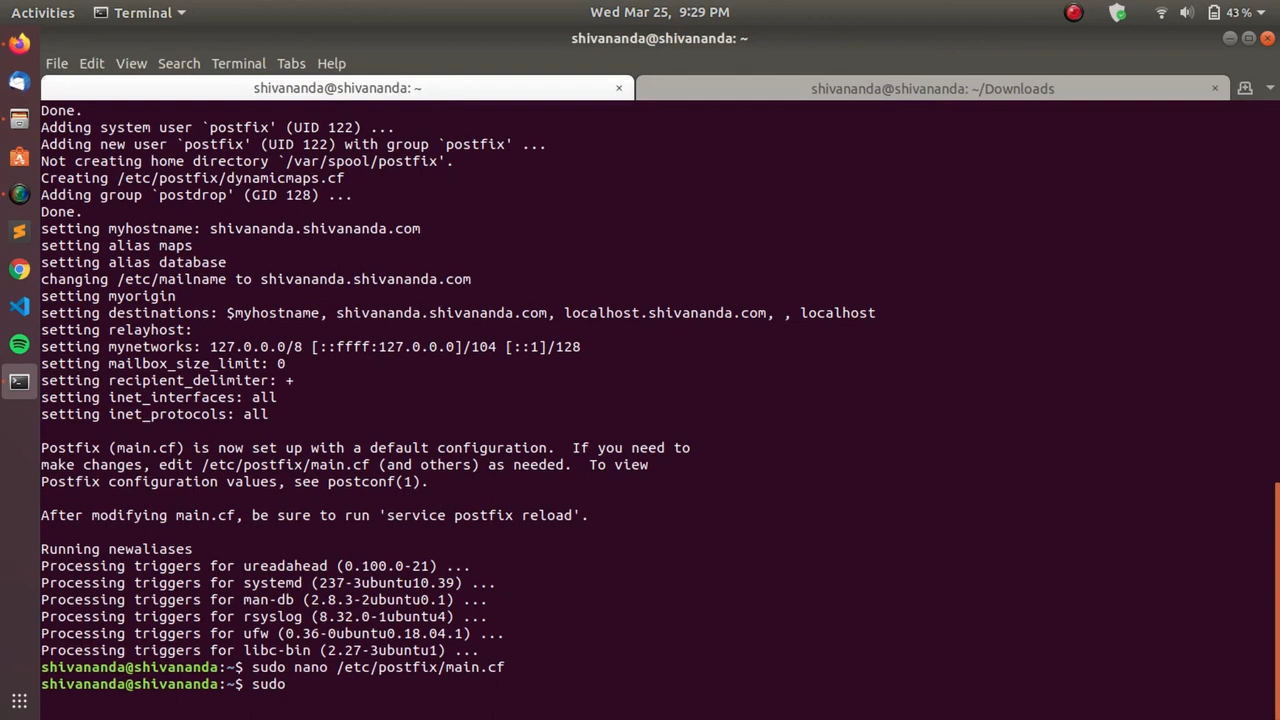 Activities Terminal Wed Mar 25, 9:29 PM 43 %
shivananda@shivananda: ~
File Edit View Search Terminal Tabs Help
shivananda@shivananda: ~ × shivananda@shivananda: ~/Downloads ×
Done.
Adding system user `postfix' (UID 122) ...
Adding new user `postfix' (UID 122) with group `postfix' ...
Not creating home directory `/var/spool/postfix'.
Creating /etc/postfix/dynamicmaps.cf
Adding group `postdrop' (GID 128) ...
Done.
setting myhostname: shivananda.shivananda.com
setting alias maps
setting alias database
changing /etc/mailname to shivananda.shivananda.com
setting myorigin
setting destinations: $myhostname, shivananda.shivananda.com, localhost.shivananda.com, , localhost
setting relayhost:
setting mynetworks: 127.0.0.0/8 [::ffff:127.0.0.0]/104 [::1]/128
setting mailbox_size_limit: 0
setting recipient_delimiter: +
setting inet_interfaces: all
setting inet_protocols: all
Postfix (main.cf) is now set up with a default configuration.  If you need to
make changes, edit /etc/postfix/main.cf (and others) as needed.  To view
Postfix configuration values, see postconf(1).
After modifying main.cf, be sure to run 'service postfix reload'.
Running newaliases
Processing triggers for ureadahead (0.100.0-21) ...
Processing triggers for systemd (237-3ubuntu10.39) ...
Processing triggers for man-db (2.8.3-2ubuntu0.1) ...
Processing triggers for rsyslog (8.32.0-1ubuntu4) ...
Processing triggers for ufw (0.36-0ubuntu0.18.04.1) ...
Processing triggers for libc-bin (2.27-3ubuntu1) ...
shivananda@shivananda:~$ sudo nano /etc/postfix/main.cf
shivananda@shivananda:~$ sudo